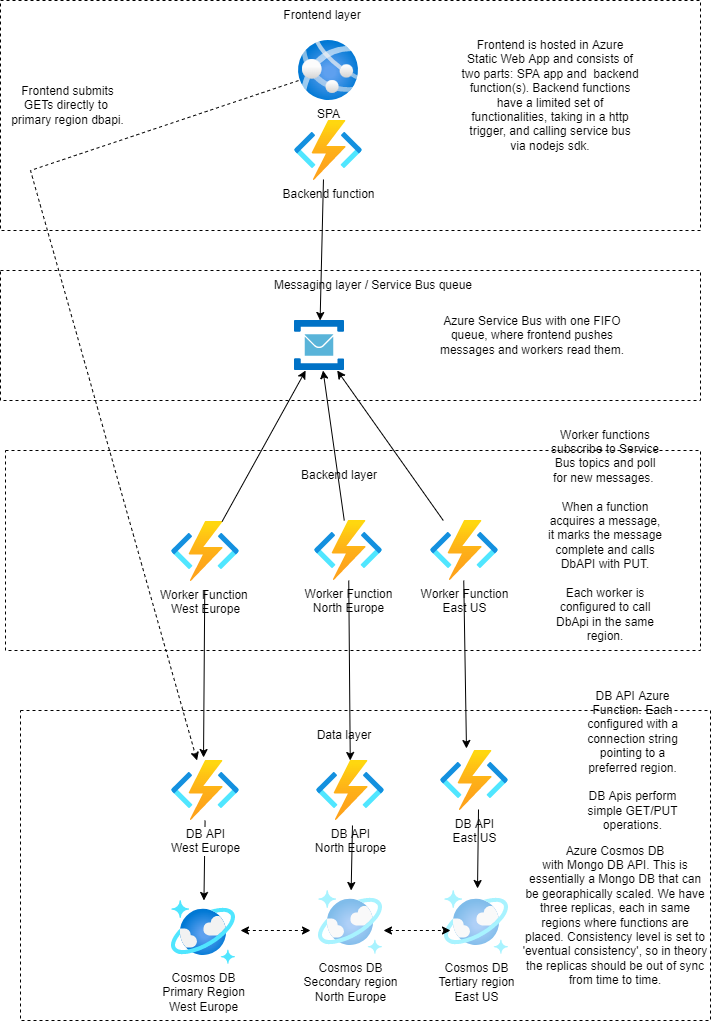 Frontend layer
Frontend is hosted in Azure
Static Web App and consists of
two parts: SPA app and backend
function(s). Backend functions
have a limited set of
functionalities, taking in a http
trigger, and calling service bus
via nodejs sdk.
Frontend submits
GETs directly to
primary region dbapi.
SPA
Backend function
Messaging layer / Service Bus queue
Azure Service Bus with one FIFO
queue, where frontend pushes
messages and workers read them.
Worker functions
subscribe to Service
Bus topics and poll
for new messages.
When a function
acquires a message,
it marks the message
complete and calls
DbAPI with PUT.
Each worker is
configured to call
DbApi in the same
region.
Backend layer
Worker Function
West Europe
Worker Function
North Europe
Worker Function
East US
DB API Azure
Function. Each
configured with a
connection string
pointing to a
preferred region.
DB Apis perform
simple GET/PUT
operations.
Data layer
DB API
West Europe
DB API
North Europe
DB API
East US
Azure Cosmos DB
with Mongo DB API. This is
essentially a Mongo DB that can
be georaphically scaled. We have
three replicas, each in same
regions where functions are
placed. Consistency level is set to
'eventual consistency', so in theory
the replicas should be out of sync
from time to time.
Cosmos DB
Primary Region
West Europe
Cosmos DB
Secondary region
North Europe
Cosmos DB
Tertiary region
East US